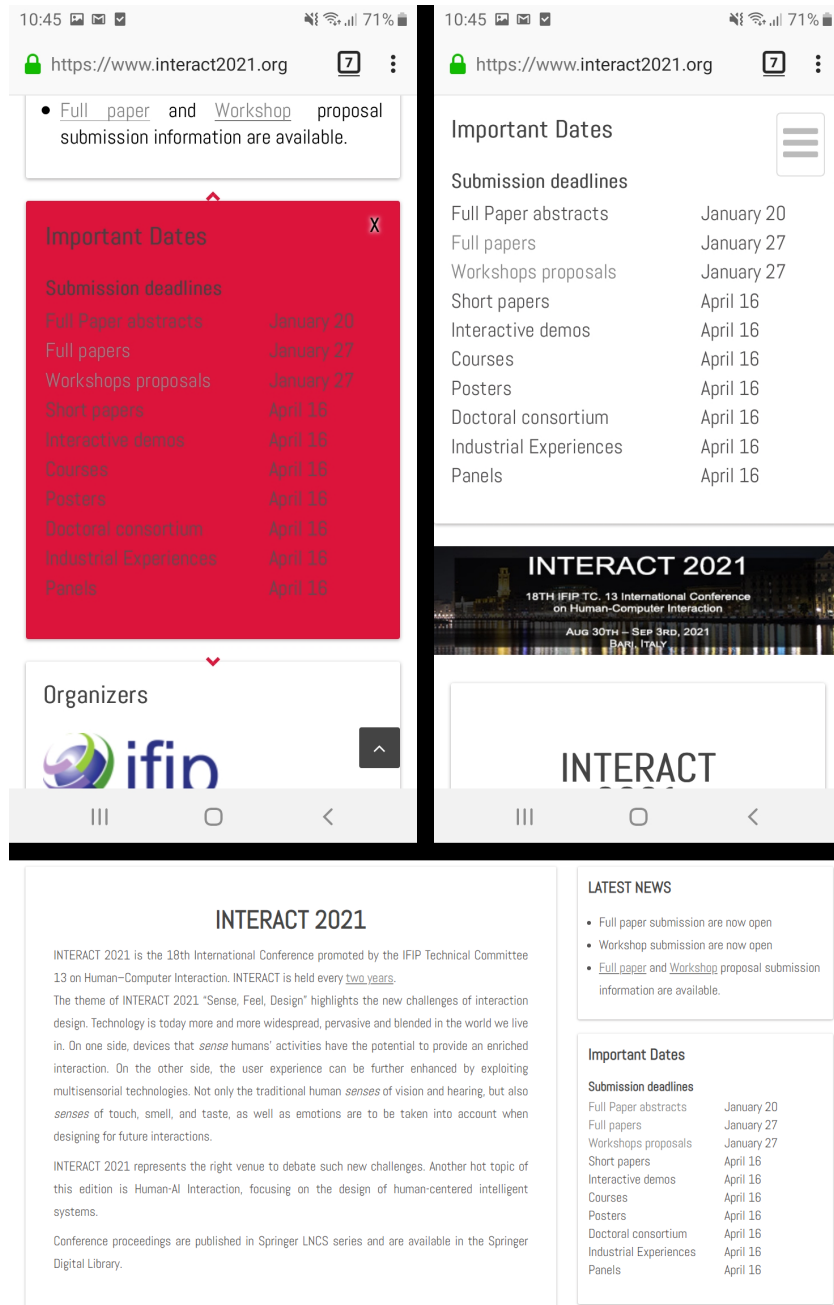 10:45 71%
https://www.interact2021.org 7
• Full paper and Workshop proposal
submission information are available.
X
Important Dates
Submission deadlines
Full Paper abstracts January 20
Full papers January 27
Workshops proposals January 27
Short papers April 16
Interactive demos April 16
Courses April 16
Posters April 16
Doctoral consortium April 16
Industrial Experiences April 16
Panels April 16
Organizers
ifip
10:45 71%
https://www.interact2021.org 7
Important Dates
Submission deadlines
Full Paper abstracts January 20
Full papers January 27
Workshops proposals January 27
Short papers April 16
Interactive demos April 16
Courses April 16
Posters April 16
Doctoral consortium April 16
Industrial Experiences April 16
Panels April 16
INTERACT 2021
18TH IFIP TC. 13 International Conference
on Human-Computer Interaction
AUG 30TH – SEP 3RD, 2021
BARI, ITALY
INTERACT
2021
INTERACT 2021
INTERACT 2021 is the 18th International Conference promoted by the IFIP Technical Committee
13 on Human–Computer Interaction. INTERACT is held every two years.
The theme of INTERACT 2021 “Sense, Feel, Design” highlights the new challenges of interaction
design. Technology is today more and more widespread, pervasive and blended in the world we live
in. On one side, devices that sense humans’ activities have the potential to provide an enriched
interaction. On the other side, the user experience can be further enhanced by exploiting
multisensorial technologies. Not only the traditional human senses of vision and hearing, but also
senses of touch, smell, and taste, as well as emotions are to be taken into account when
designing for future interactions.
INTERACT 2021 represents the right venue to debate such new challenges. Another hot topic of
this edition is Human-AI Interaction, focusing on the design of human-centered intelligent
systems.
Conference proceedings are published in Springer LNCS series and are available in the Springer
Digital Library.
LATEST NEWS
• Full paper submission are now open
• Workshop submission are now open
• Full paper and Workshop proposal submission
information are available.
Important Dates
Submission deadlines
Full Paper abstracts January 20
Full papers January 27
Workshops proposals January 27
Short papers April 16
Interactive demos April 16
Courses April 16
Posters April 16
Doctoral consortium April 16
Industrial Experiences April 16
Panels April 16